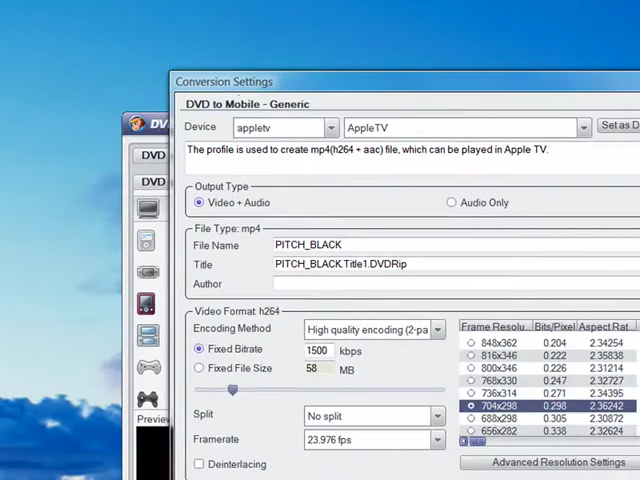 Conversion Settings
DVD to Mobile - Generic
Device appletv AppleTV Set as D
The profile is used to create mp4(h264 + aac) file, which can be played in Apple TV.
Output Type
Video + Audio Audio Only
File Type: mp4
File Name PITCH_BLACK
Title PITCH_BLACK.Title1.DVDRip
Author
Video Format: h264
Encoding Method High quality encoding (2-pa
Fixed Bitrate 1500 kbps
Fixed File Size 58 MB
Split No split
Framerate 23.976 fps
Deinterlacing
Frame Resolu... Bits/Pixel Aspect Rat...
848x362 0.204 2.34254
816x346 0.222 2.35838
800x346 0.226 2.31214
768x330 0.247 2.32727
736x314 0.271 2.34395
704x298 0.298 2.36242
688x298 0.305 2.30872
656x282 0.338 2.32624
Advanced Resolution Settings
DV
DVD
DVD
Preview